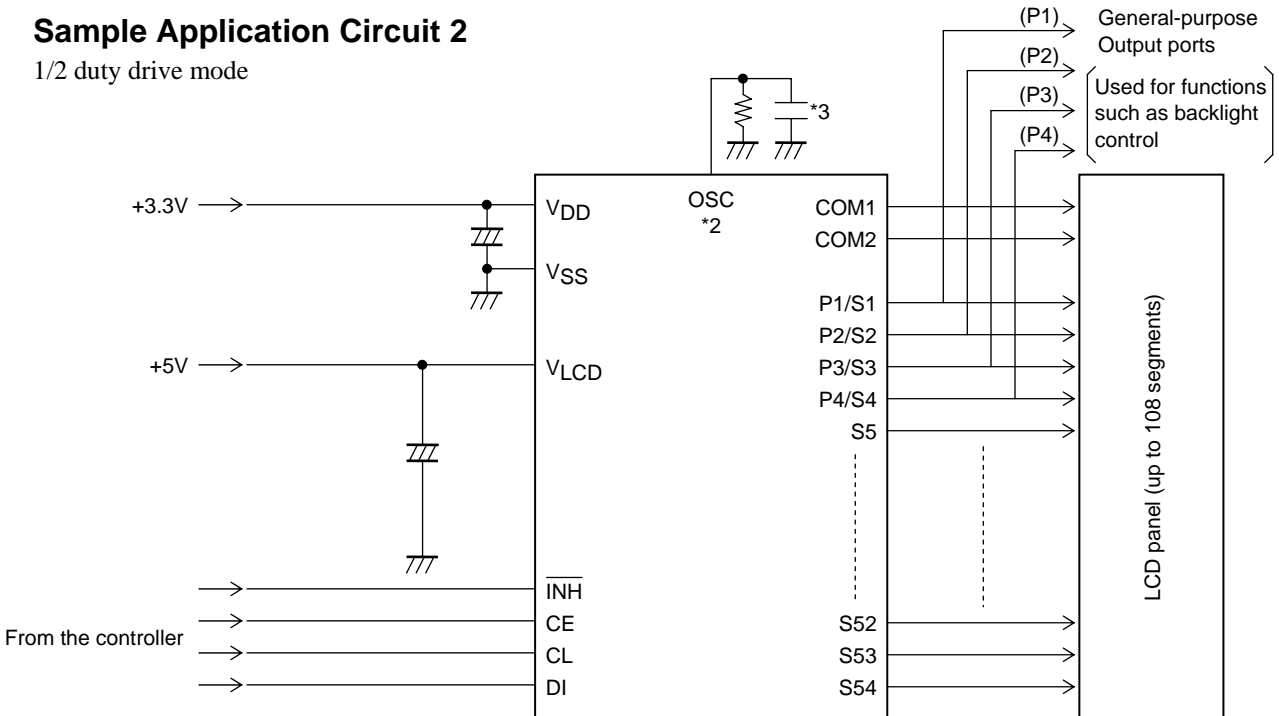 Sample Application Circuit 2
1/2 duty drive mode
(P1)
General-purpose
Output ports
(P2)
(P3)
(P4)
Used for functions
such as backlight
control
*3
OSC
*2
+3.3V
VDD
VSS
+5V
VLCD
INH
CE
CL
DI
From the controller
COM1
COM2
P1/S1
P2/S2
P3/S3
P4/S4
S5
S52
S53
S54
LCD panel (up to 108 segments)